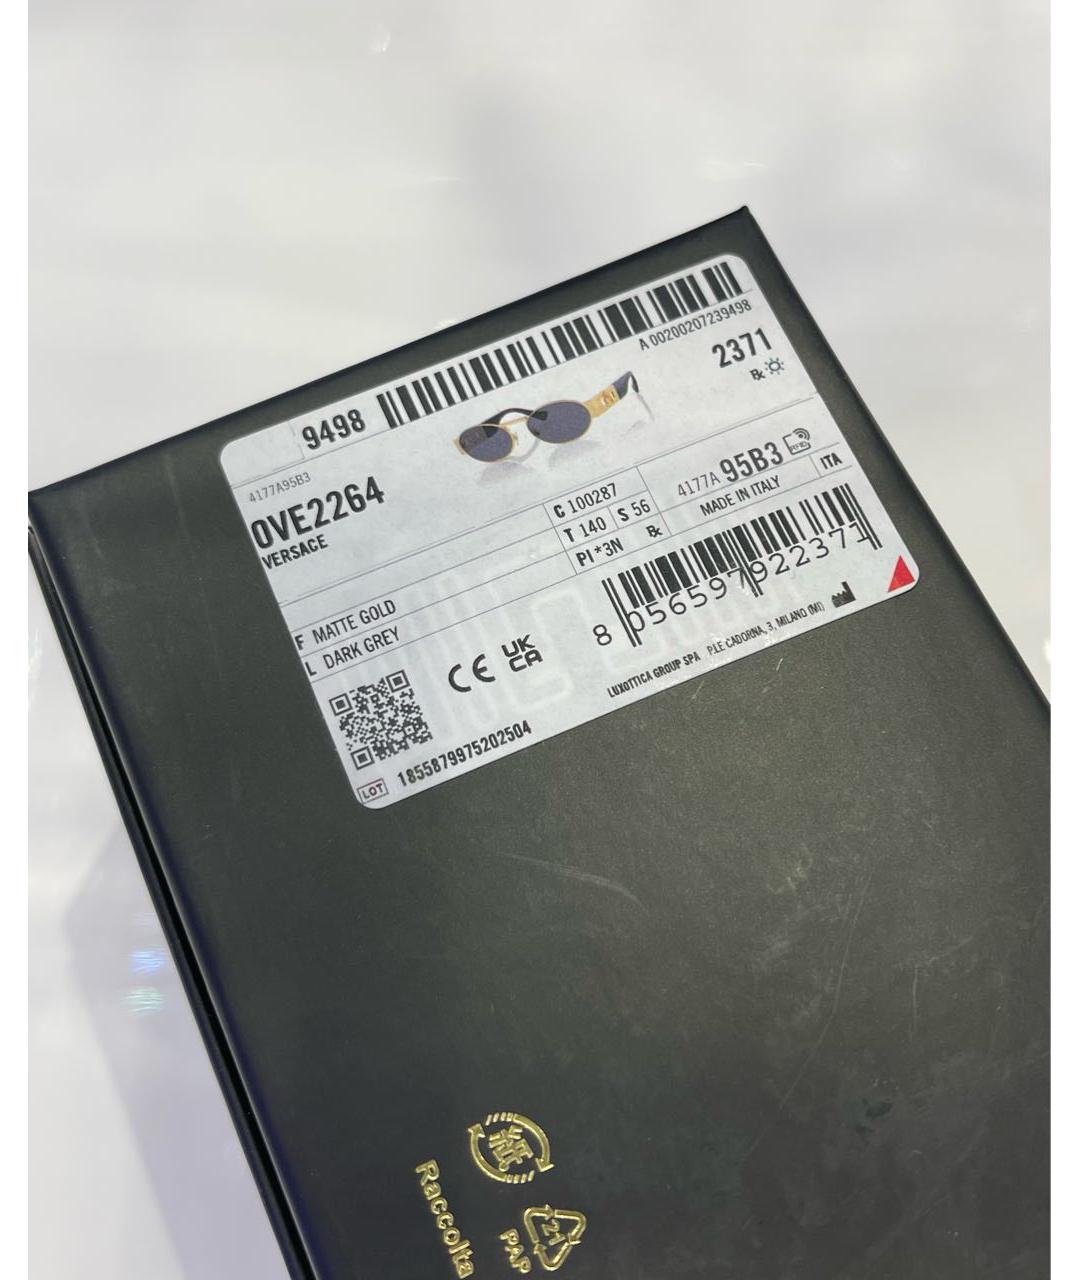 A 00200207239498
9498
2371
4177A95B3
0VE2264
VERSACE
C 100287
T 140 S 56
PI *3N ℞
4177A 95B3
MADE IN ITALY
ITA
F MATTE GOLD
L DARK GREY
CE UK CA
8 056597 922371
LUXOTTICA GROUP SPA P.LE CADORNA, 3, MILANO (MI)
LOT 1855879975202504
紙
21
PAP
Raccolta